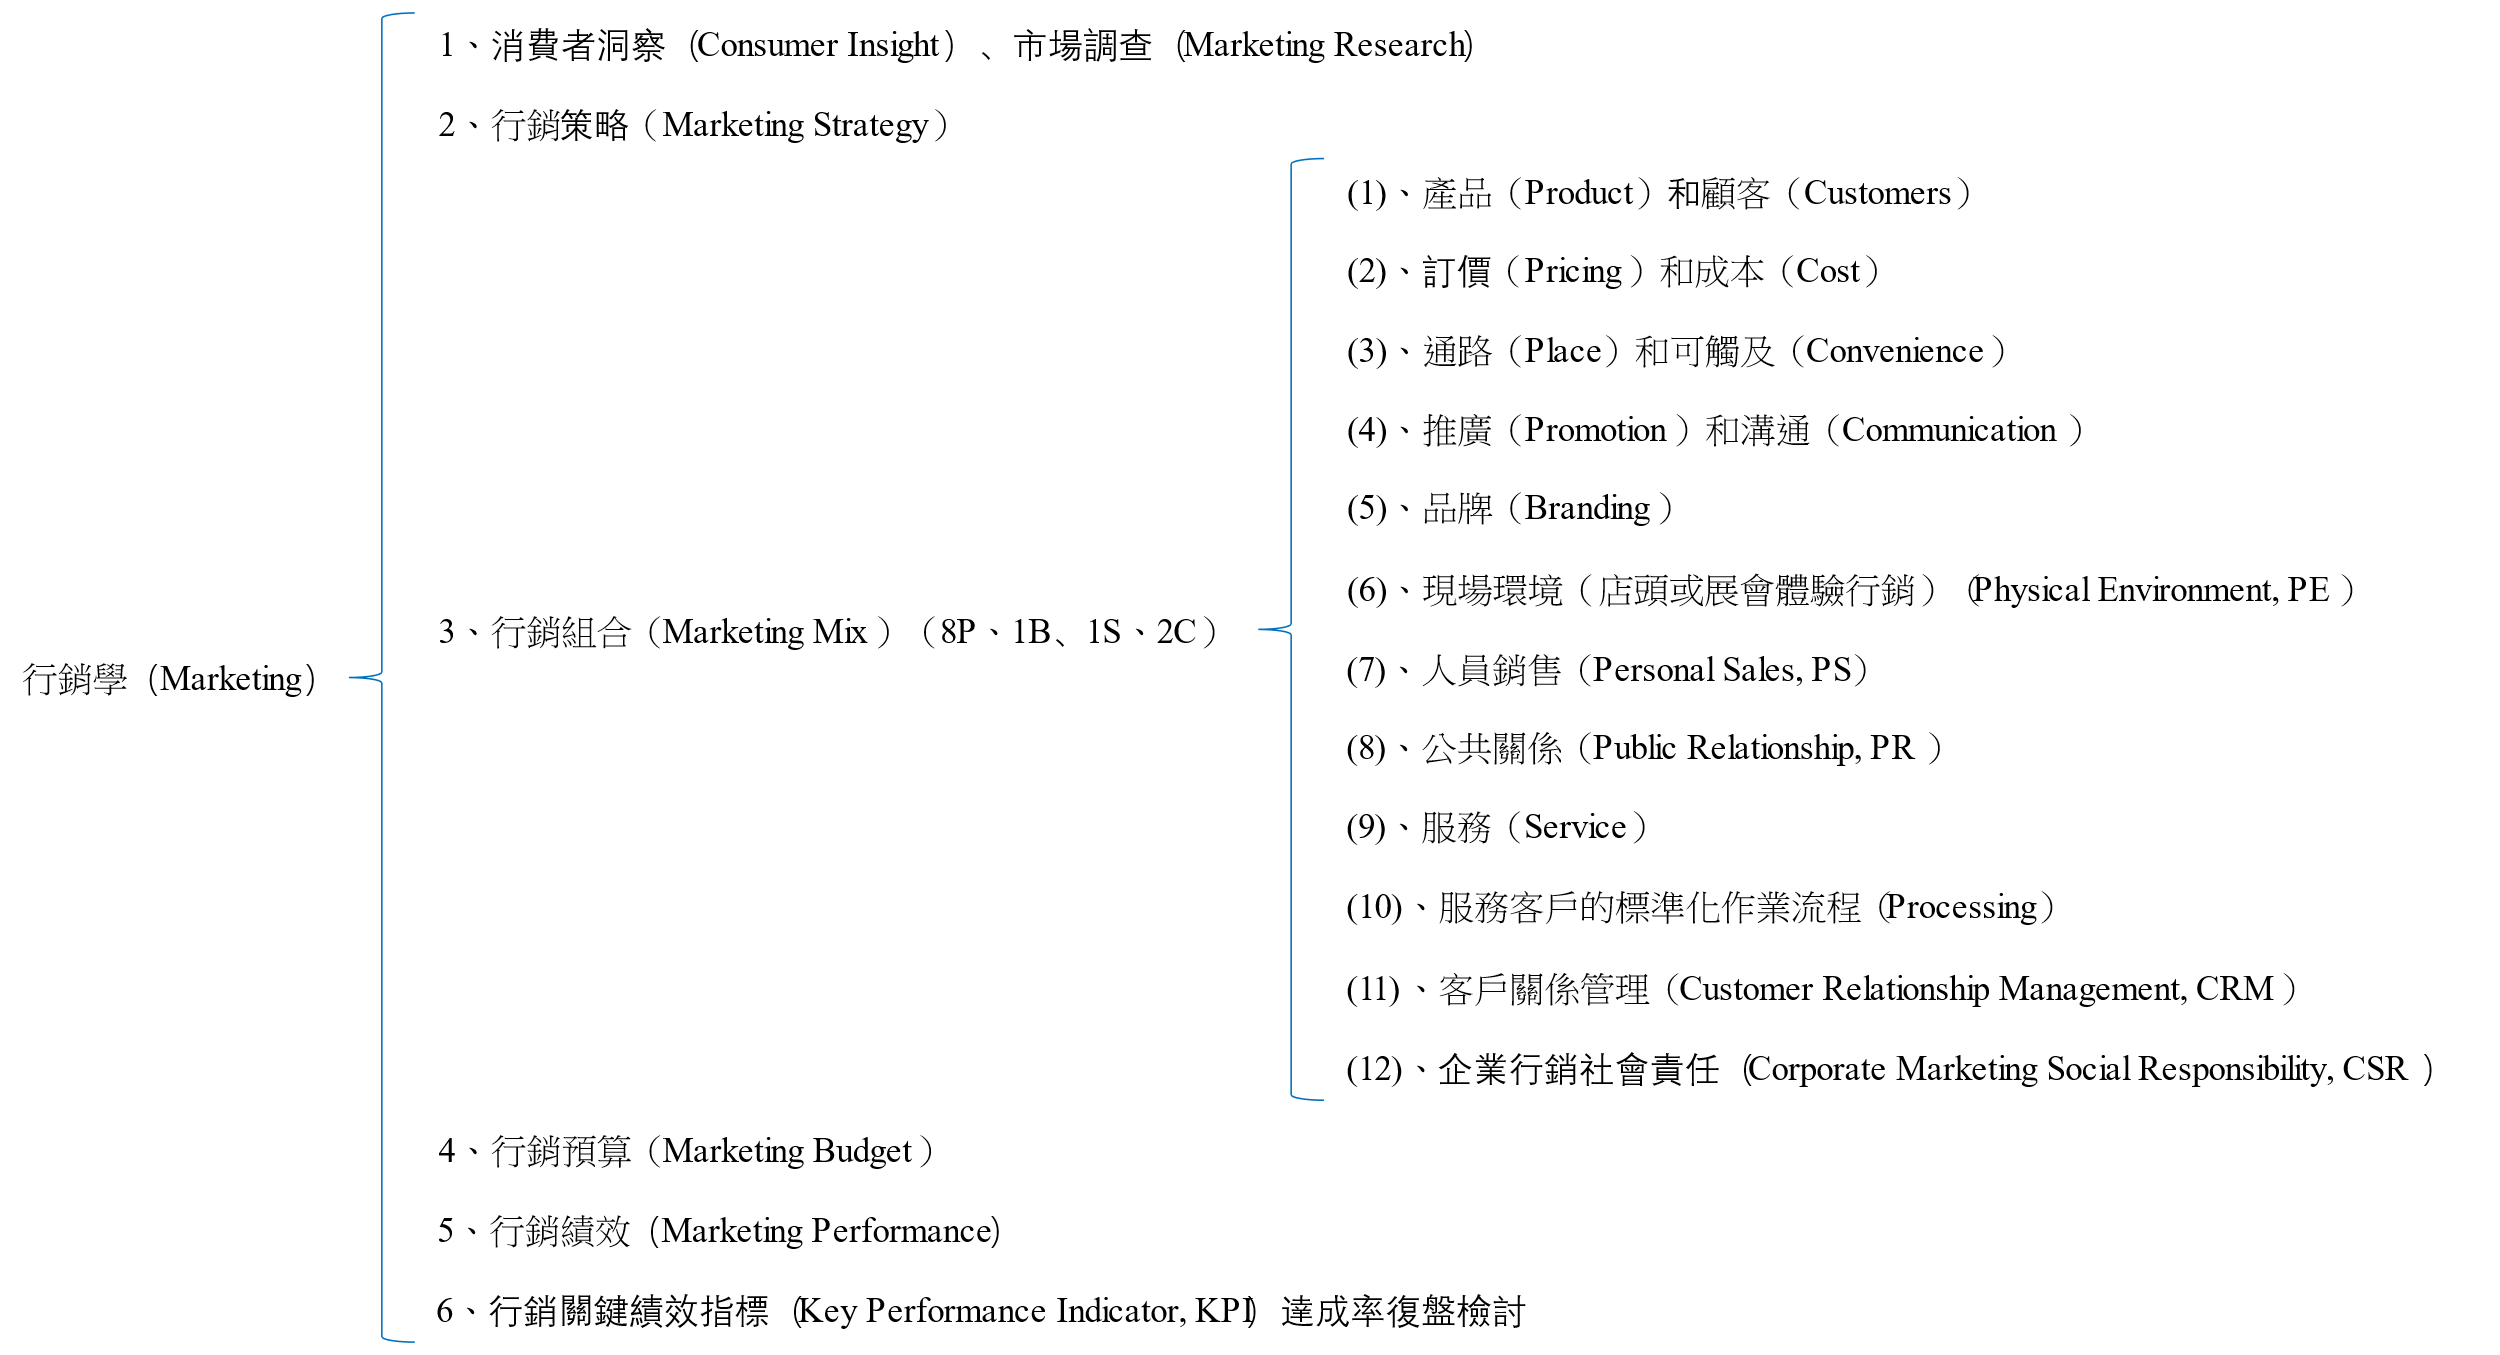 1、消費者洞察（Consumer Insight）、市場調查（Marketing Research）
2、行銷策略（Marketing Strategy）
(1)、產品（Product）和顧客（Customers）
(2)、訂價（Pricing）和成本（Cost）
(3)、通路（Place）和可觸及（Convenience）
(4)、推廣（Promotion）和溝通（Communication）
(5)、品牌（Branding）
(6)、現場環境（店頭或展會體驗行銷）（Physical Environment, PE）
3、行銷組合（Marketing Mix）（8P、1B、1S、2C）
行銷學（Marketing）
(7)、人員銷售（Personal Sales, PS）
(8)、公共關係（Public Relationship, PR）
(9)、服務（Service）
(10)、服務客戶的標準化作業流程（Processing）
(11)、客戶關係管理（Customer Relationship Management, CRM）
(12)、企業行銷社會責任（Corporate Marketing Social Responsibility, CSR）
4、行銷預算（Marketing Budget）
5、行銷績效（Marketing Performance）
6、行銷關鍵績效指標（Key Performance Indicator, KPI）達成率復盤檢討